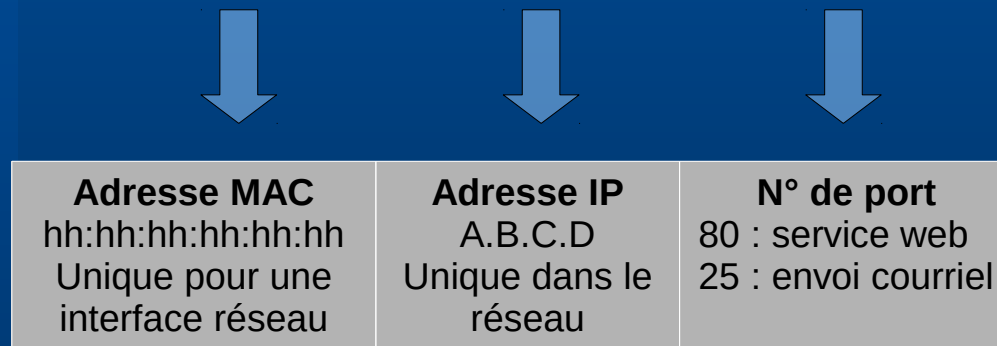 Adresse MAC
hh:hh:hh:hh:hh:hh
Unique pour une
interface réseau
Adresse IP
A.B.C.D
Unique dans le
réseau
N° de port
80 : service web
25 : envoi courriel